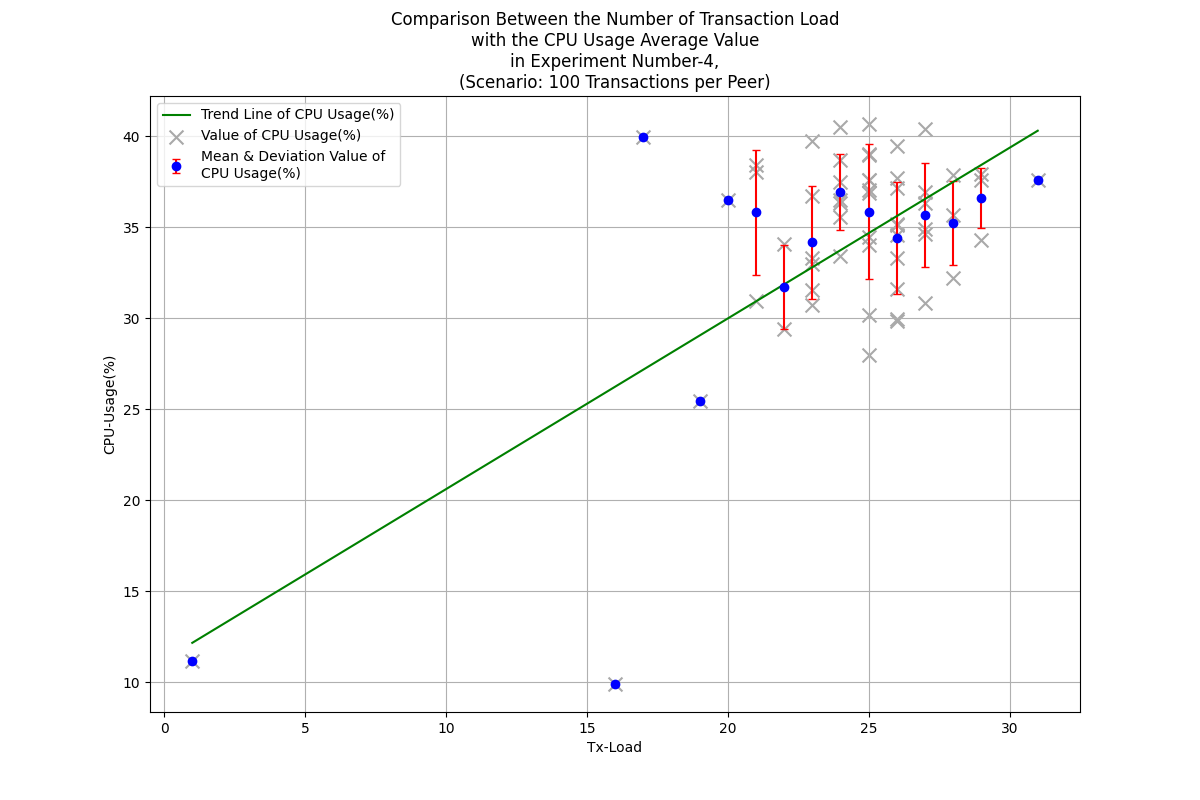 Comparison Between the Number of Transaction Load
with the CPU Usage Average Value
in Experiment Number-4,
(Scenario: 100 Transactions per Peer)
Trend Line of CPU Usage(%)
Value of CPU Usage(%)
Mean & Deviation Value of
CPU Usage(%)
CPU-Usage(%)
40
35
30
25
20
15
10
0 5 10 15 20 25 30
Tx-Load